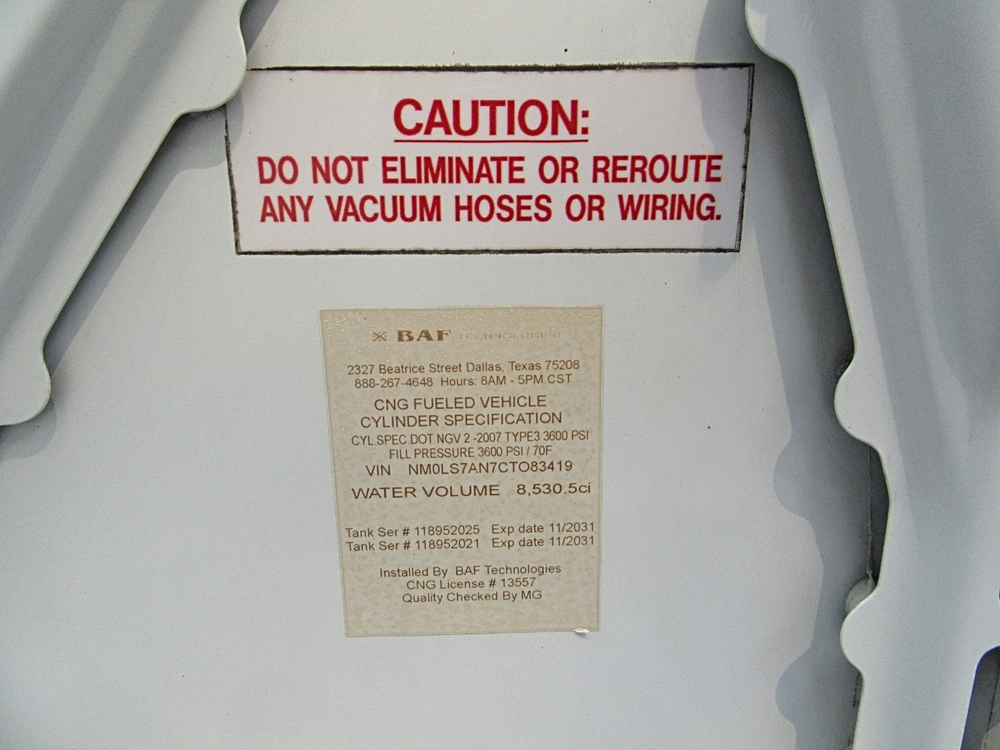 CAUTION:
DO NOT ELIMINATE OR REROUTE
ANY VACUUM HOSES OR WIRING.
BAF TECHNOLOGIES
2327 Beatrice Street Dallas, Texas 75208
888-267-4648 Hours: 8AM - 5PM CST
CNG FUELED VEHICLE
CYLINDER SPECIFICATION
CYL SPEC DOT NGV 2 -2007 TYPE3 3600 PSI
FILL PRESSURE 3600 PSI / 70F
VIN NM0LS7AN7CTO83419
WATER VOLUME 8,530.5ci
Tank Ser # 118952025 Exp date 11/2031
Tank Ser # 118952021 Exp date 11/2031
Installed By BAF Technologies
CNG License # 13557
Quality Checked By MG